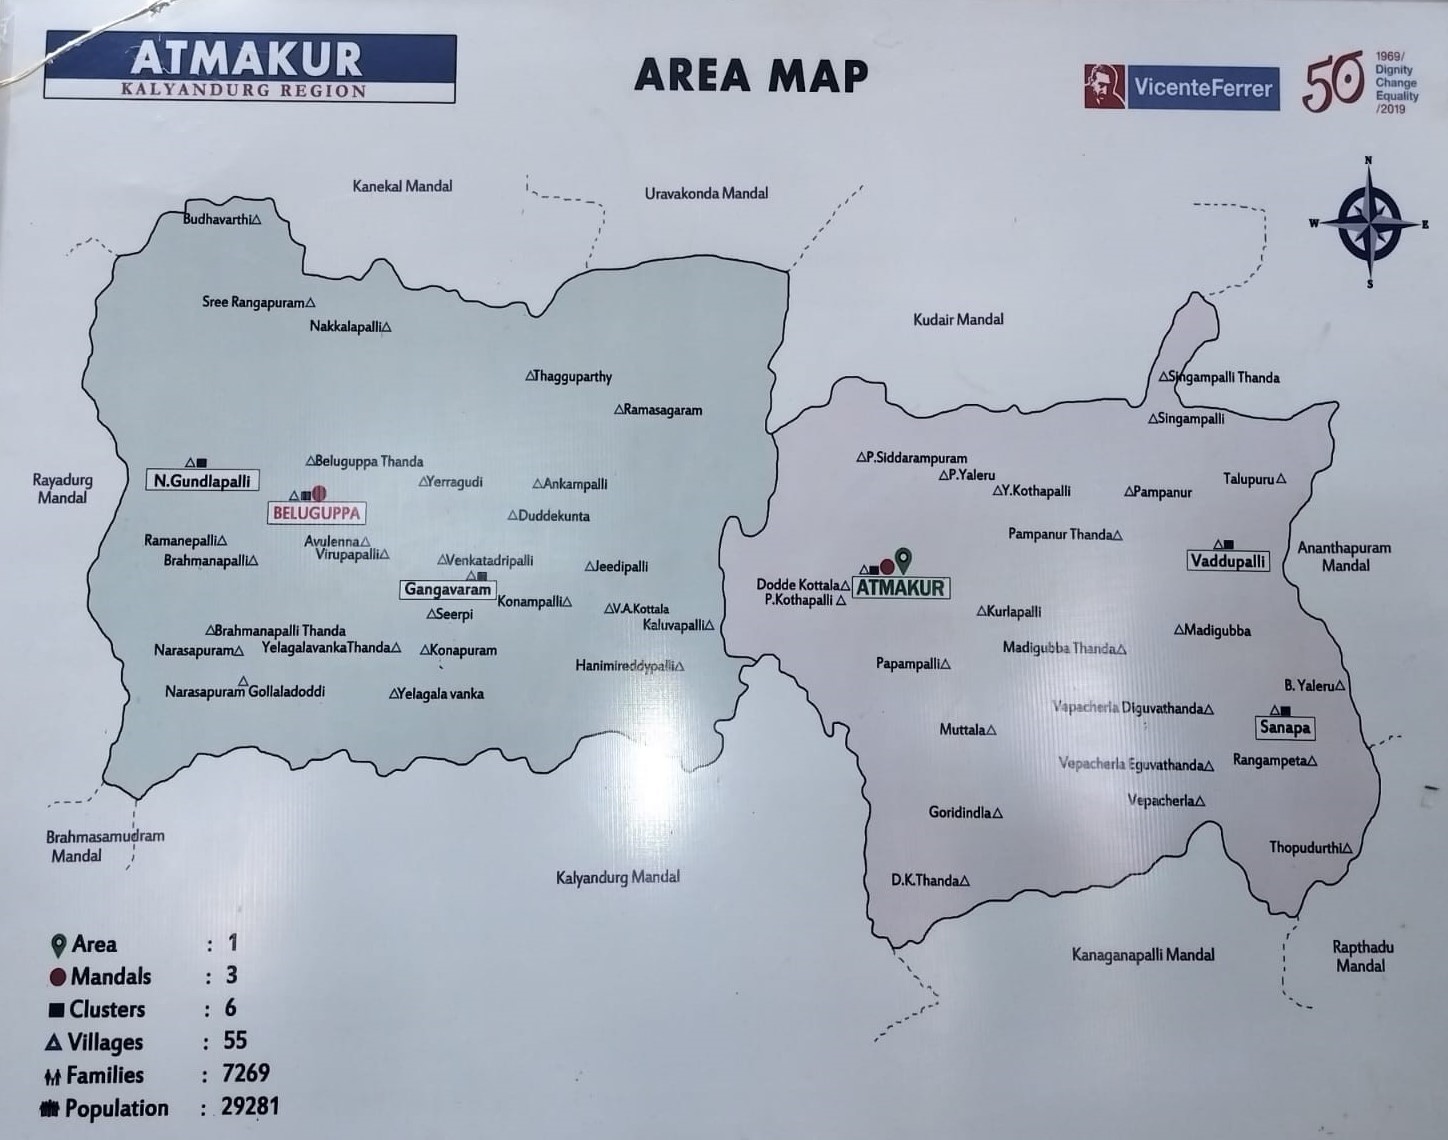 ATMAKUR
KALYANDURG REGION
AREA MAP
VicenteFerrer
50
1969/
Dignity
Change
Equality
/2019
N
W
E
S
Kanekal Mandal
Uravakonda Mandal
Budhavarthi
Sree Rangapuram
Nakkalapalli
Kudair Mandal
Thagguparthy
Singampalli Thanda
Ramasagaram
Singampalli
Rayadurg
Mandal
N.Gundlapalli
Beluguppa Thanda
BELUGUPPA
Yerragudi
Ankampalli
Duddekunta
P.Siddarampuram
P.Yaleru
Y.Kothapalli
Pampanur
Talupuru
Ramanepalli
Brahmanapalli
Avulenna
Virupapalli
Venkatadripalli
Gangavaram
Jeedipalli
Pampanur Thanda
Vaddupalli
Ananthapuram
Mandal
Dodde Kottala
P.Kothapalli
ATMAKUR
Konampalli
Seerpi
V.A.Kottala
Kaluvapalli
Kurlapalli
Brahmanapalli Thanda
Narasapuram
YelagalavankaThanda
Konapuram
Madigubba
Madigubba Thanda
Hanimireddypalli
Papampalli
Narasapuram Gollaladoddi
Yelagala vanka
B. Yaleru
Vepacherla Diguvathanda
Sanapa
Muttala
Vepacherla Eguvathanda
Rangampeta
Vepacherla
Goridindla
Brahmasamudram
Mandal
Thopudurthi
Kalyandurg Mandal
D.K.Thanda
Kanaganapalli Mandal
Rapthadu
Mandal
Area : 1
Mandals : 3
Clusters : 6
Villages : 55
Families : 7269
Population : 29281